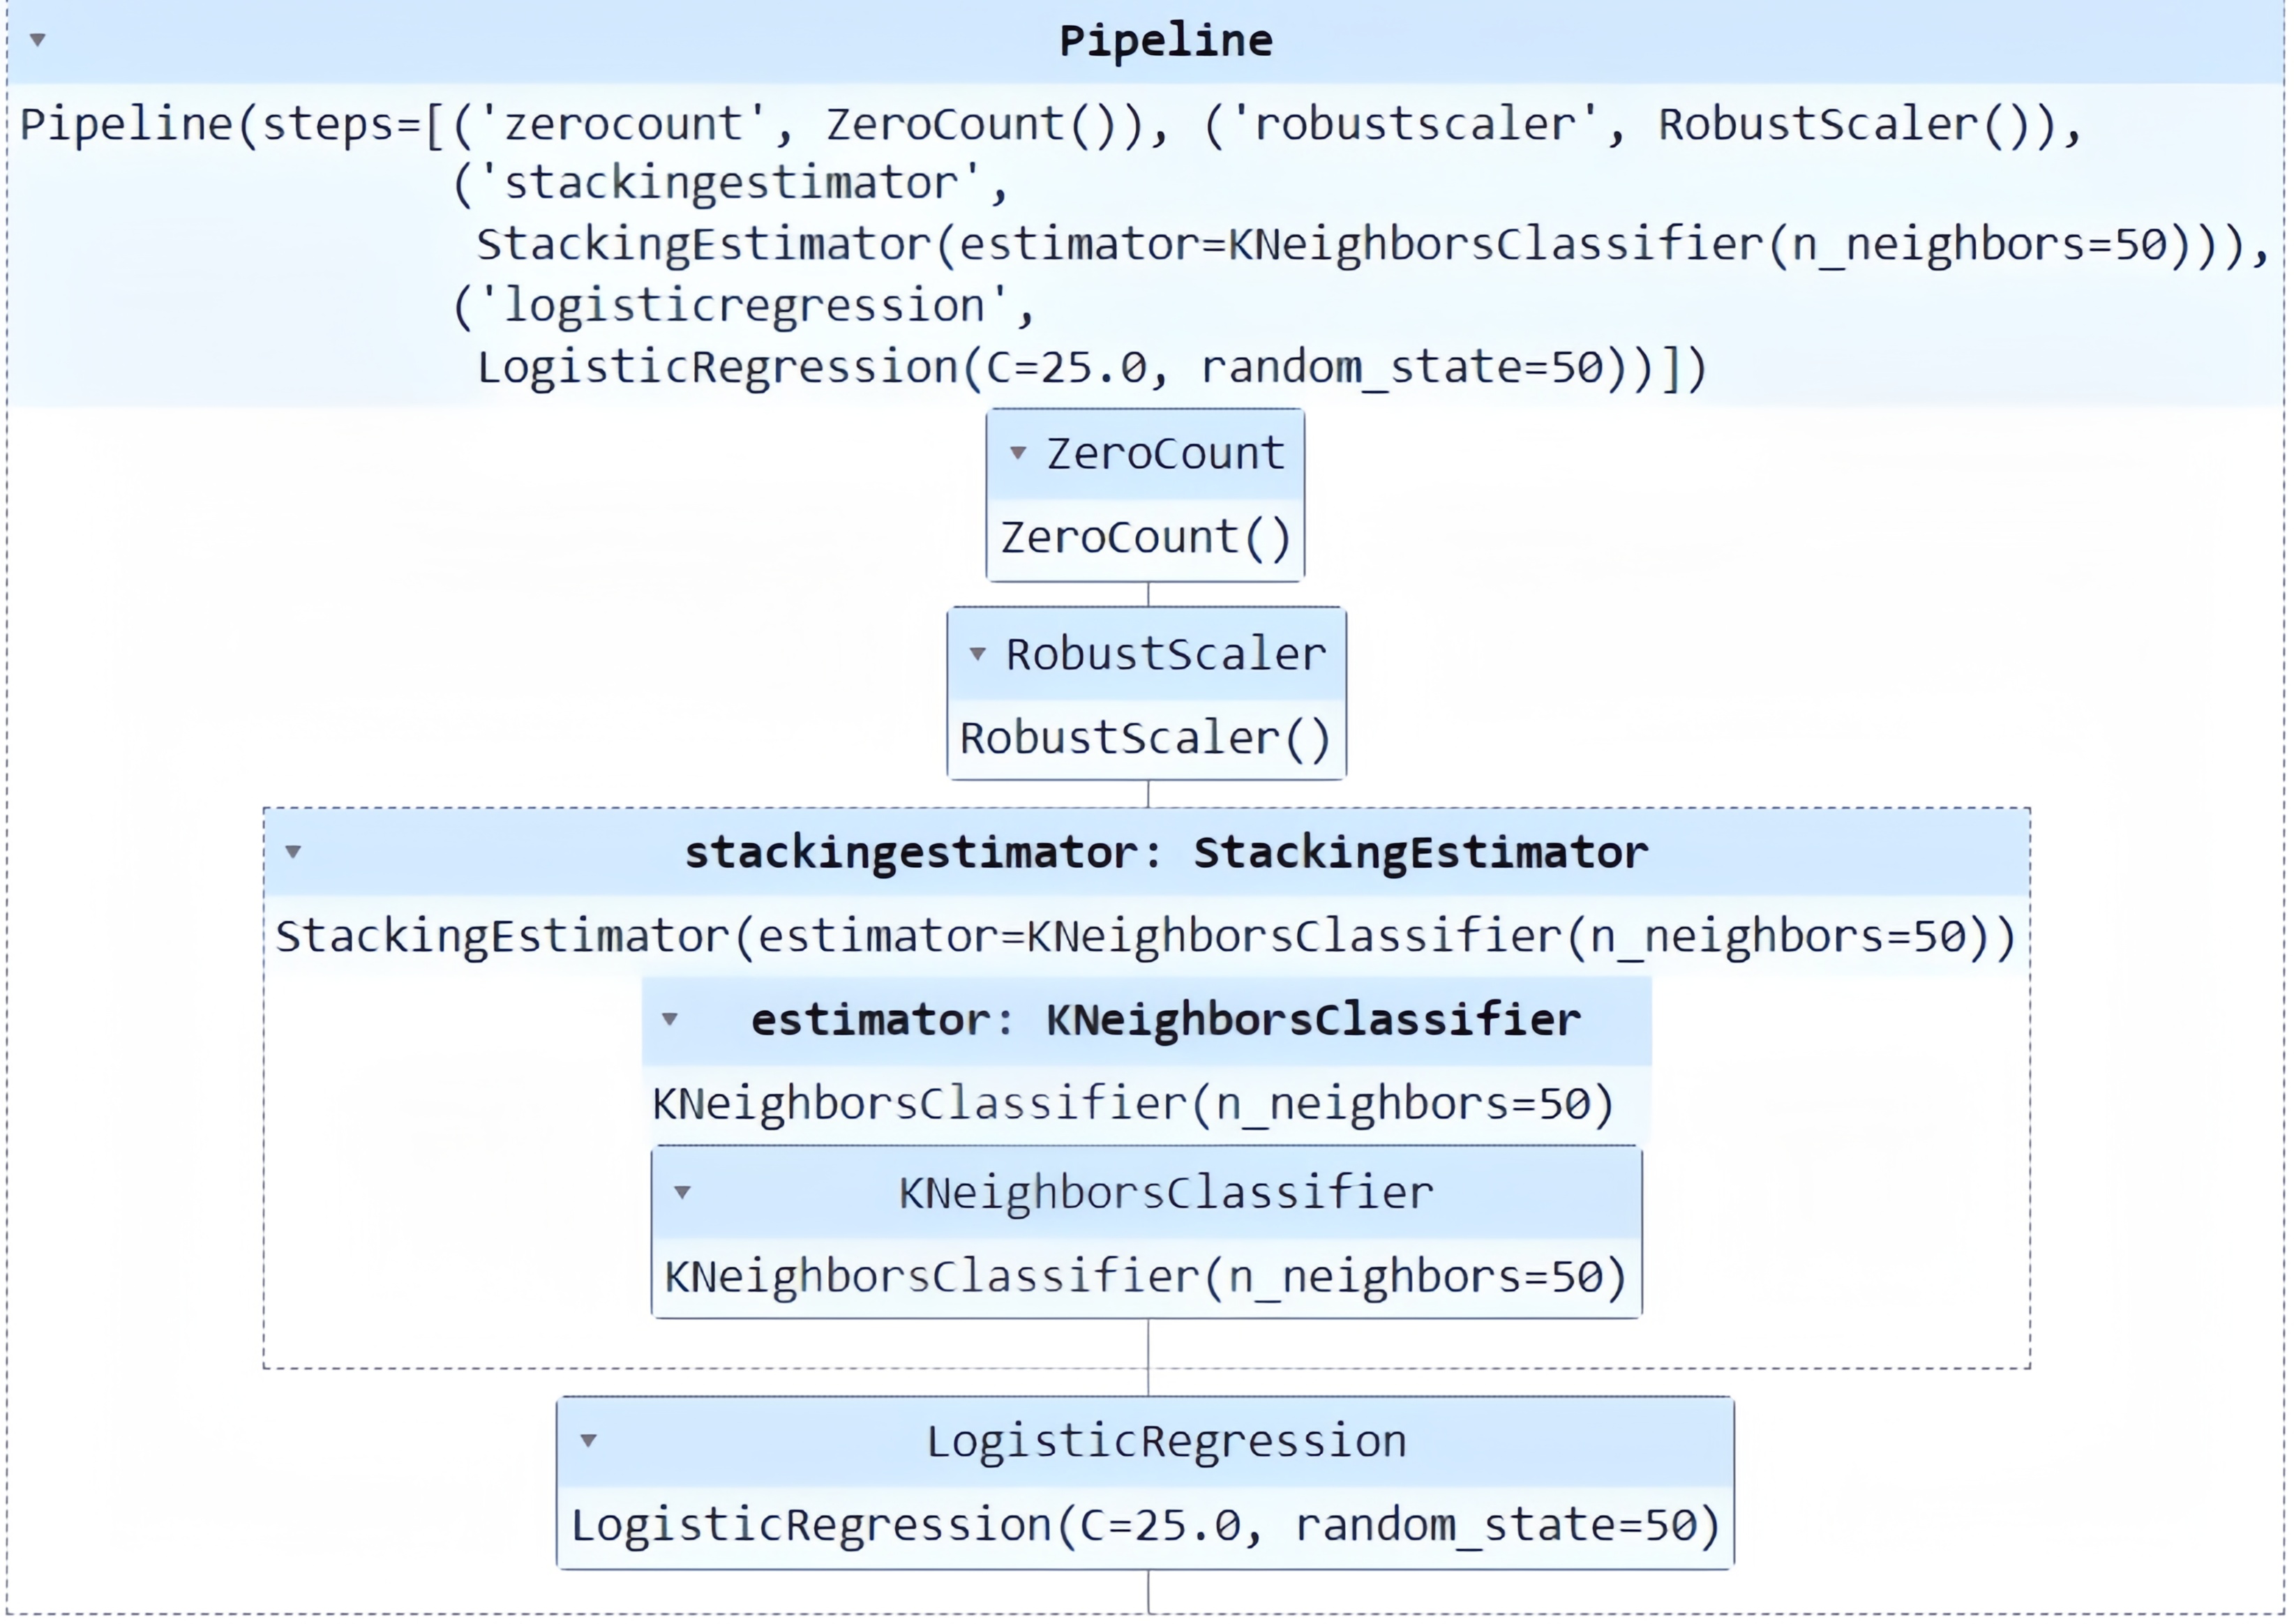 Pipeline
Pipeline(steps=[('zerocount', ZeroCount()), ('robustscaler', RobustScaler()),
('stackingestimator',
StackingEstimator(estimator=KNeighborsClassifier(n_neighbors=50))),
('logisticregression',
LogisticRegression(C=25.0, random_state=50))])
ZeroCount
ZeroCount()
RobustScaler
RobustScaler()
stackingestimator: StackingEstimator
StackingEstimator(estimator=KNeighborsClassifier(n_neighbors=50))
estimator: KNeighborsClassifier
KNeighborsClassifier(n_neighbors=50)
KNeighborsClassifier
KNeighborsClassifier(n_neighbors=50)
LogisticRegression
LogisticRegression(C=25.0, random_state=50)